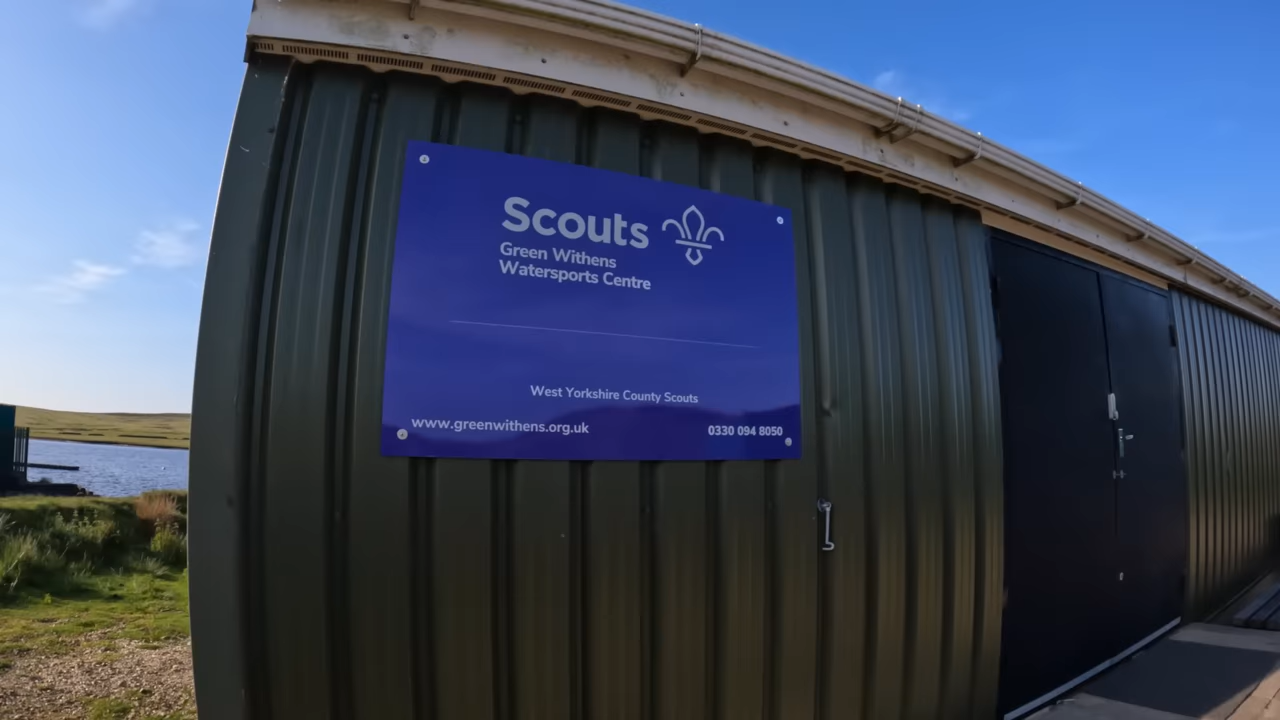 Scouts
Green Withens
Watersports Centre
West Yorkshire County Scouts
www.greenwithens.org.uk
0330 094 8050